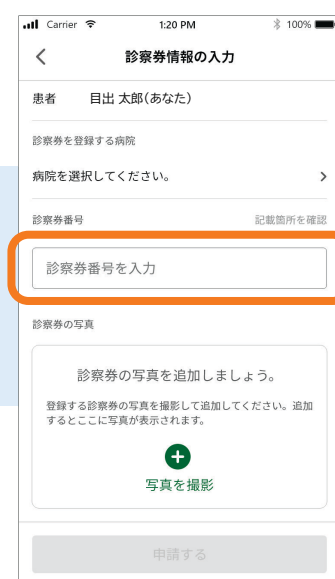 Carrier 1:20 PM 100%
診察券情報の入力
患者 目出 太郎(あなた)
診察券を登録する病院
病院を選択してください。
診察券番号 記載箇所を確認
診察券番号を入力
診察券の写真
診察券の写真を追加しましょう。
登録する診察券の写真を撮影して追加してください。追加
するとここに写真が表示されます。
写真を撮影
申請する